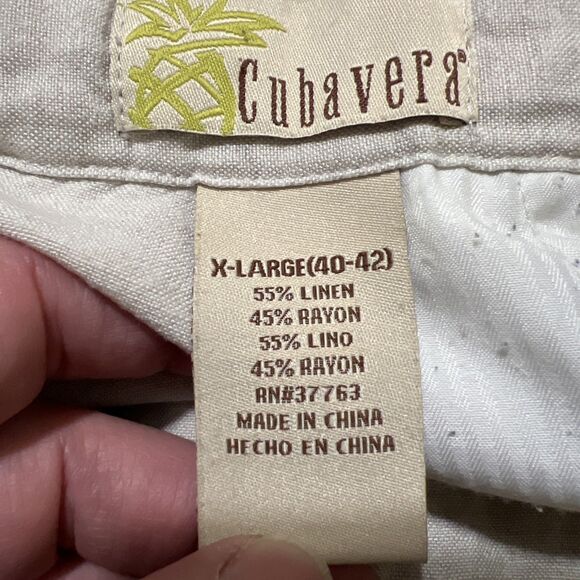 Cubavera®
X-LARGE(40-42)
55% LINEN
45% RAYON
55% LINO
45% RAYON
RN#37763
MADE IN CHINA
HECHO EN CHINA